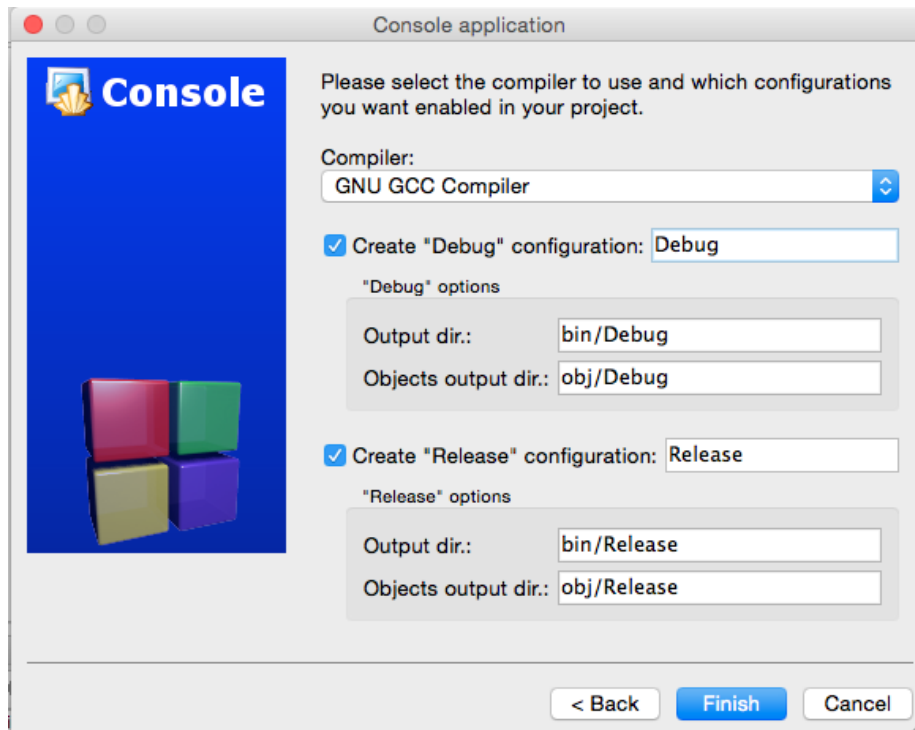 Console application
Console
Please select the compiler to use and which configurations
you want enabled in your project.
Compiler:
GNU GCC Compiler
Create "Debug" configuration: Debug
"Debug" options
Output dir.: bin/Debug
Objects output dir.: obj/Debug
Create "Release" configuration: Release
"Release" options
Output dir.: bin/Release
Objects output dir.: obj/Release
< Back Finish Cancel